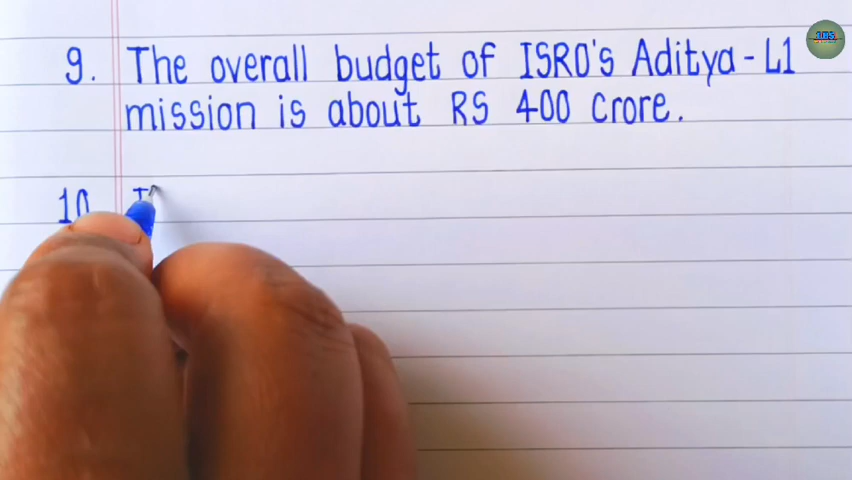 9. The overall budget of ISRO's Aditya-L1
mission is about RS 400 Crore.
10